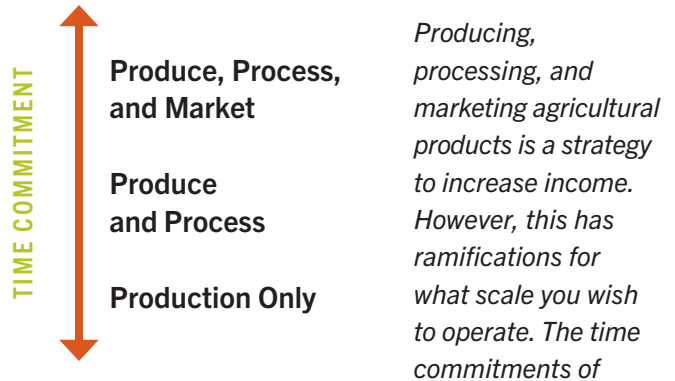 TIME COMMITMENT
Produce, Process,
and Market
Produce
and Process
Production Only
Producing,
processing, and
marketing agricultural
products is a strategy
to increase income.
However, this has
ramifications for
what scale you wish
to operate. The time
commitments of